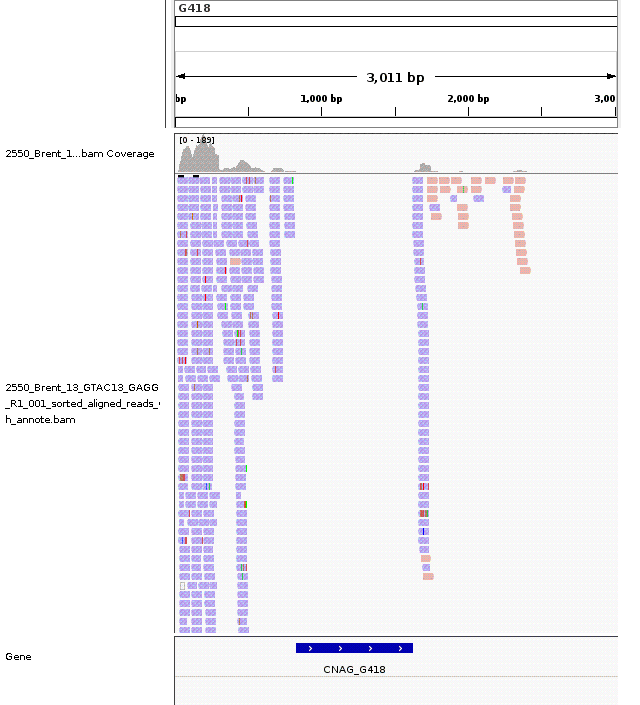 G418
3,011 bp
bp 1,000 bp 2,000 bp 3,00
[0 - 189]
2550_Brent_1...bam Coverage
2550_Brent_13_GTAC13_GAGG
_R1_001_sorted_aligned_reads_
h_annote.bam
Gene
CNAG_G418